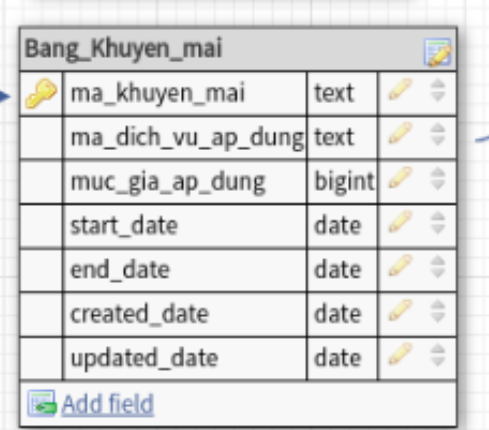 Bang_Khuyen_mai
ma_khuyen_mai text
ma_dich_vu_ap_dung text
muc_gia_ap_dung bigint
start_date date
end_date date
created_date date
updated_date date
Add field